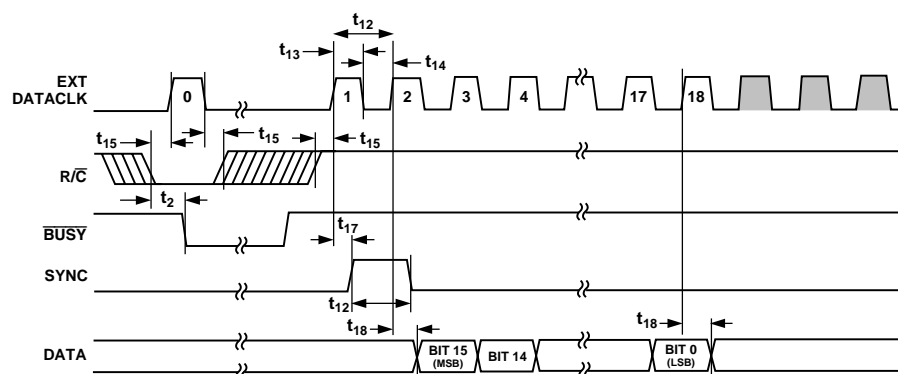 t12
t13
t14
EXT
DATACLK
0
1
2
3
4
17
18
t15
t15
t15
R/C̅
t2
B̅U̅S̅Y̅
t17
SYNC
t12
t18
t18
DATA
BIT 15
(MSB)
BIT 14
BIT 0
(LSB)